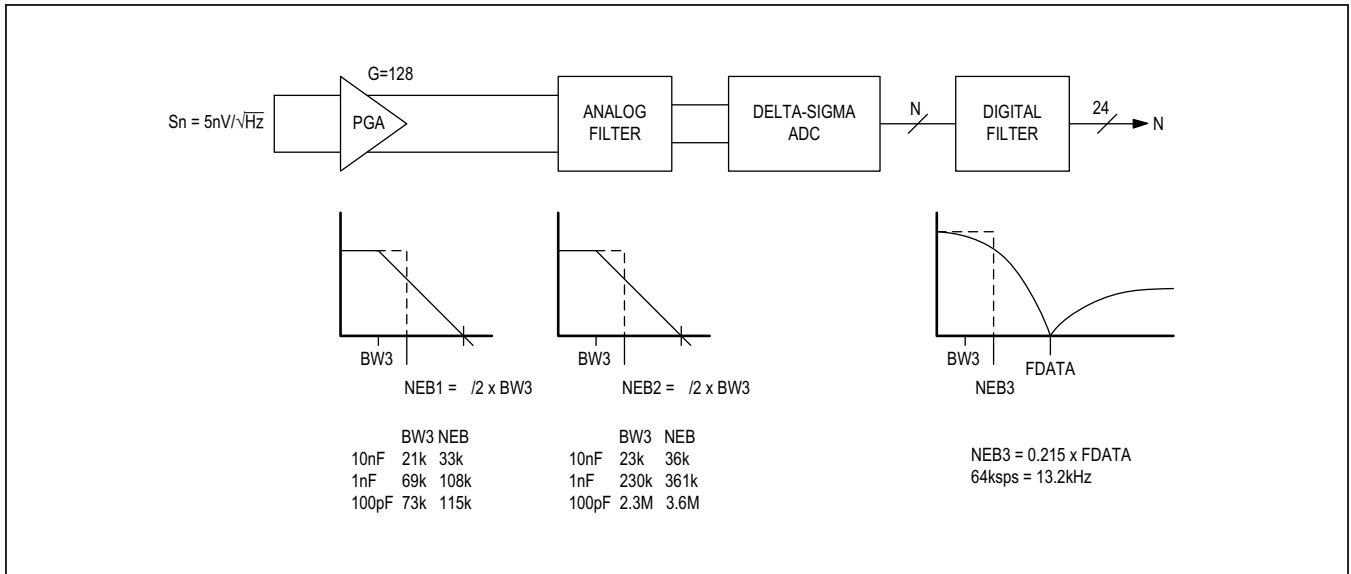 G=128
Sn = 5nV/√Hz
PGA
ANALOG
FILTER
DELTA-SIGMA
ADC
N
DIGITAL
FILTER
24
N
BW3
NEB1 = /2 x BW3
BW3 NEB
10nF 21k 33k
1nF 69k 108k
100pF 73k 115k
BW3
NEB2 = /2 x BW3
BW3 NEB
10nF 23k 36k
1nF 230k 361k
100pF 2.3M 3.6M
BW3
FDATA
NEB3
NEB3 = 0.215 x FDATA
64ksps = 13.2kHz